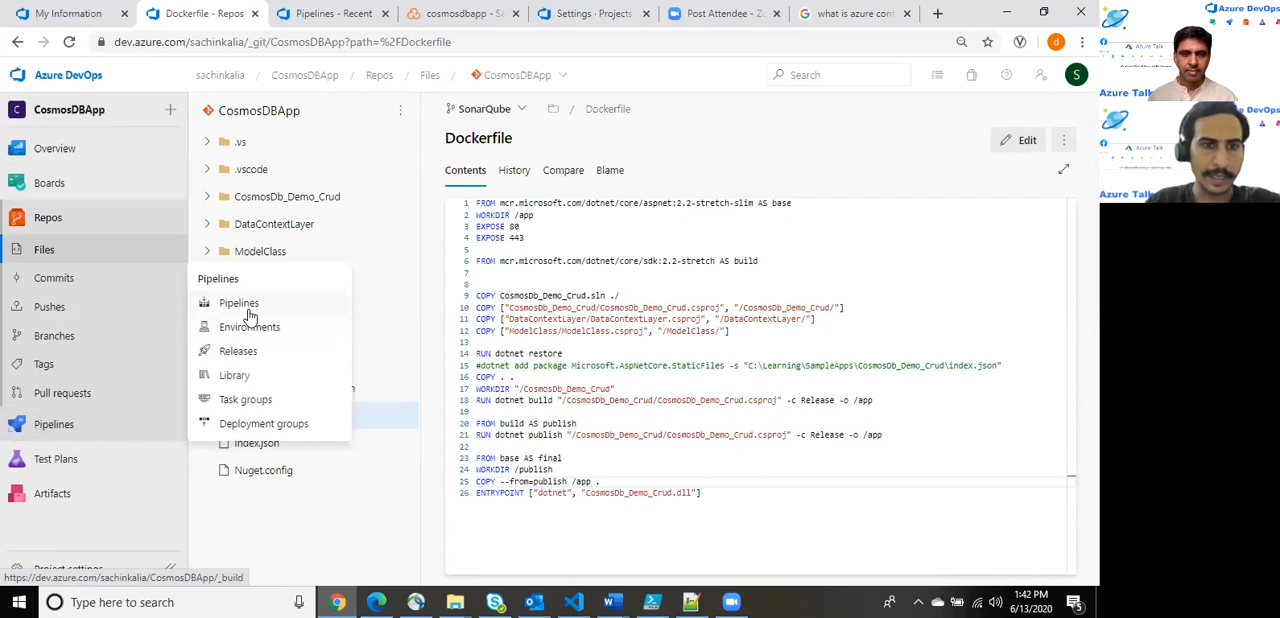 My Information
Dockerfile - Repos
Pipelines - Recent
cosmosdbapp - S
Settings · Projects
Post Attendee - Zo
what is azure con
dev.azure.com/sachinkalia/_git/CosmosDBApp?path=%2FDockerfile
d
Azure DevOps
sachinkalia / CosmosDBApp / Repos / Files / CosmosDBApp
Search
S
C CosmosDBApp
Overview
Boards
Repos
Files
Commits
Pushes
Branches
Tags
Pull requests
Pipelines
Test Plans
Artifacts
Project settings
CosmosDBApp
.vs
.vscode
CosmosDb_Demo_Crud
DataContextLayer
ModelClass
Pipelines
Pipelines
Environments
Releases
Library
Task groups
Deployment groups
index.json
Nuget.config
SonarQube
/ Dockerfile
Dockerfile
Edit
Contents
History
Compare
Blame
1 FROM mcr.microsoft.com/dotnet/core/aspnet:2.2-stretch-slim AS base
2 WORKDIR /app
3 EXPOSE 80
4 EXPOSE 443
5
6 FROM mcr.microsoft.com/dotnet/core/sdk:2.2-stretch AS build
7
8
9 COPY CosmosDb_Demo_Crud.sln ./
10 COPY ["CosmosDb_Demo_Crud/CosmosDb_Demo_Crud.csproj", "/CosmosDb_Demo_Crud/"]
11 COPY ["DataContextLayer/DataContextLayer.csproj", "/DataContextLayer/"]
12 COPY ["ModelClass/ModelClass.csproj", "/ModelClass/"]
13
14 RUN dotnet restore
15 #dotnet add package Microsoft.AspNetCore.StaticFiles -s "C:\Learning\SampleApps\CosmosDb_Demo_Crud\index.json"
16 COPY . .
17 WORKDIR "/CosmosDb_Demo_Crud"
18 RUN dotnet build "/CosmosDb_Demo_Crud/CosmosDb_Demo_Crud.csproj" -c Release -o /app
19
20 FROM build AS publish
21 RUN dotnet publish "/CosmosDb_Demo_Crud/CosmosDb_Demo_Crud.csproj" -c Release -o /app
22
23 FROM base AS final
24 WORKDIR /publish
25 COPY --from=publish /app .
26 ENTRYPOINT ["dotnet", "CosmosDb_Demo_Crud.dll"]
https://dev.azure.com/sachinkalia/CosmosDBApp/_build
Type here to search
1:42 PM
6/13/2020
5
Azure DevOps
Azure Talk
Azure Talk
Azure DevOps
Azure Talk
Azure Talk